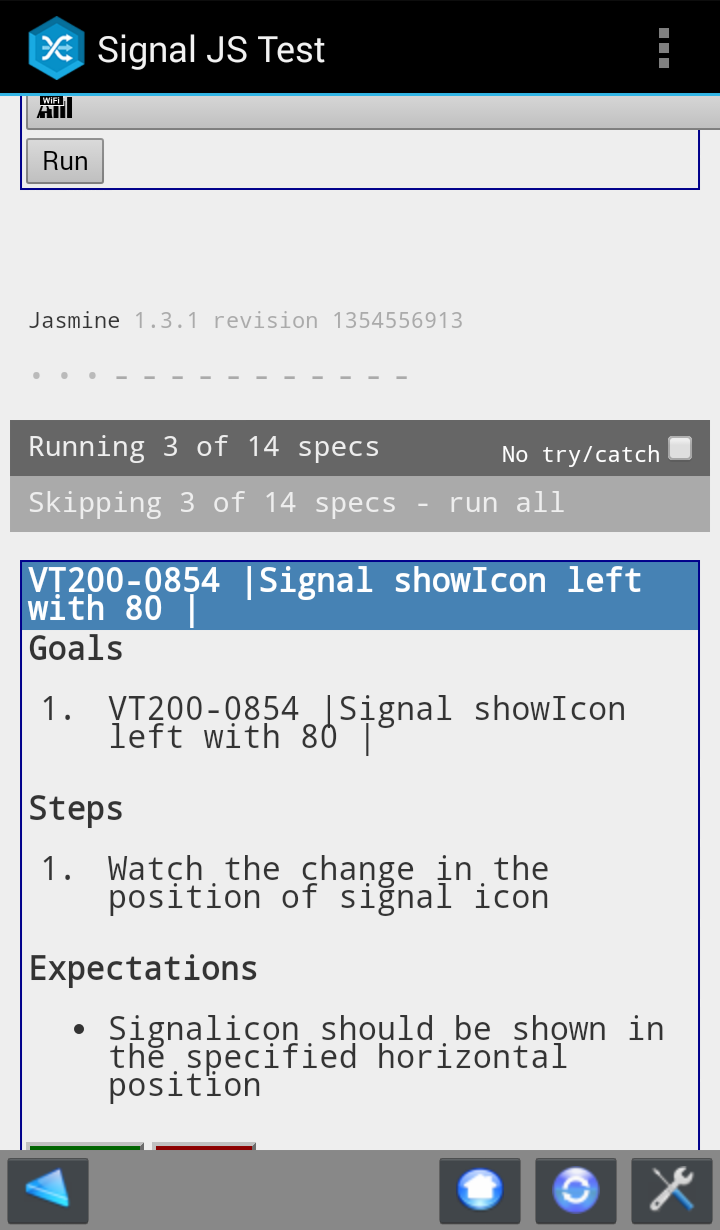 Signal JS Test
WiFi
Run
Jasmine 1.3.1 revision 1354556913
• • • - - - - - - - - - - -
Running 3 of 14 specs
No try/catch
Skipping 3 of 14 specs - run all
VT200-0854 |Signal showIcon left
with 80 |
Goals
1. VT200-0854 |Signal showIcon
left with 80 |
Steps
1. Watch the change in the
position of signal icon
Expectations
• Signalicon should be shown in
the specified horizontal
position